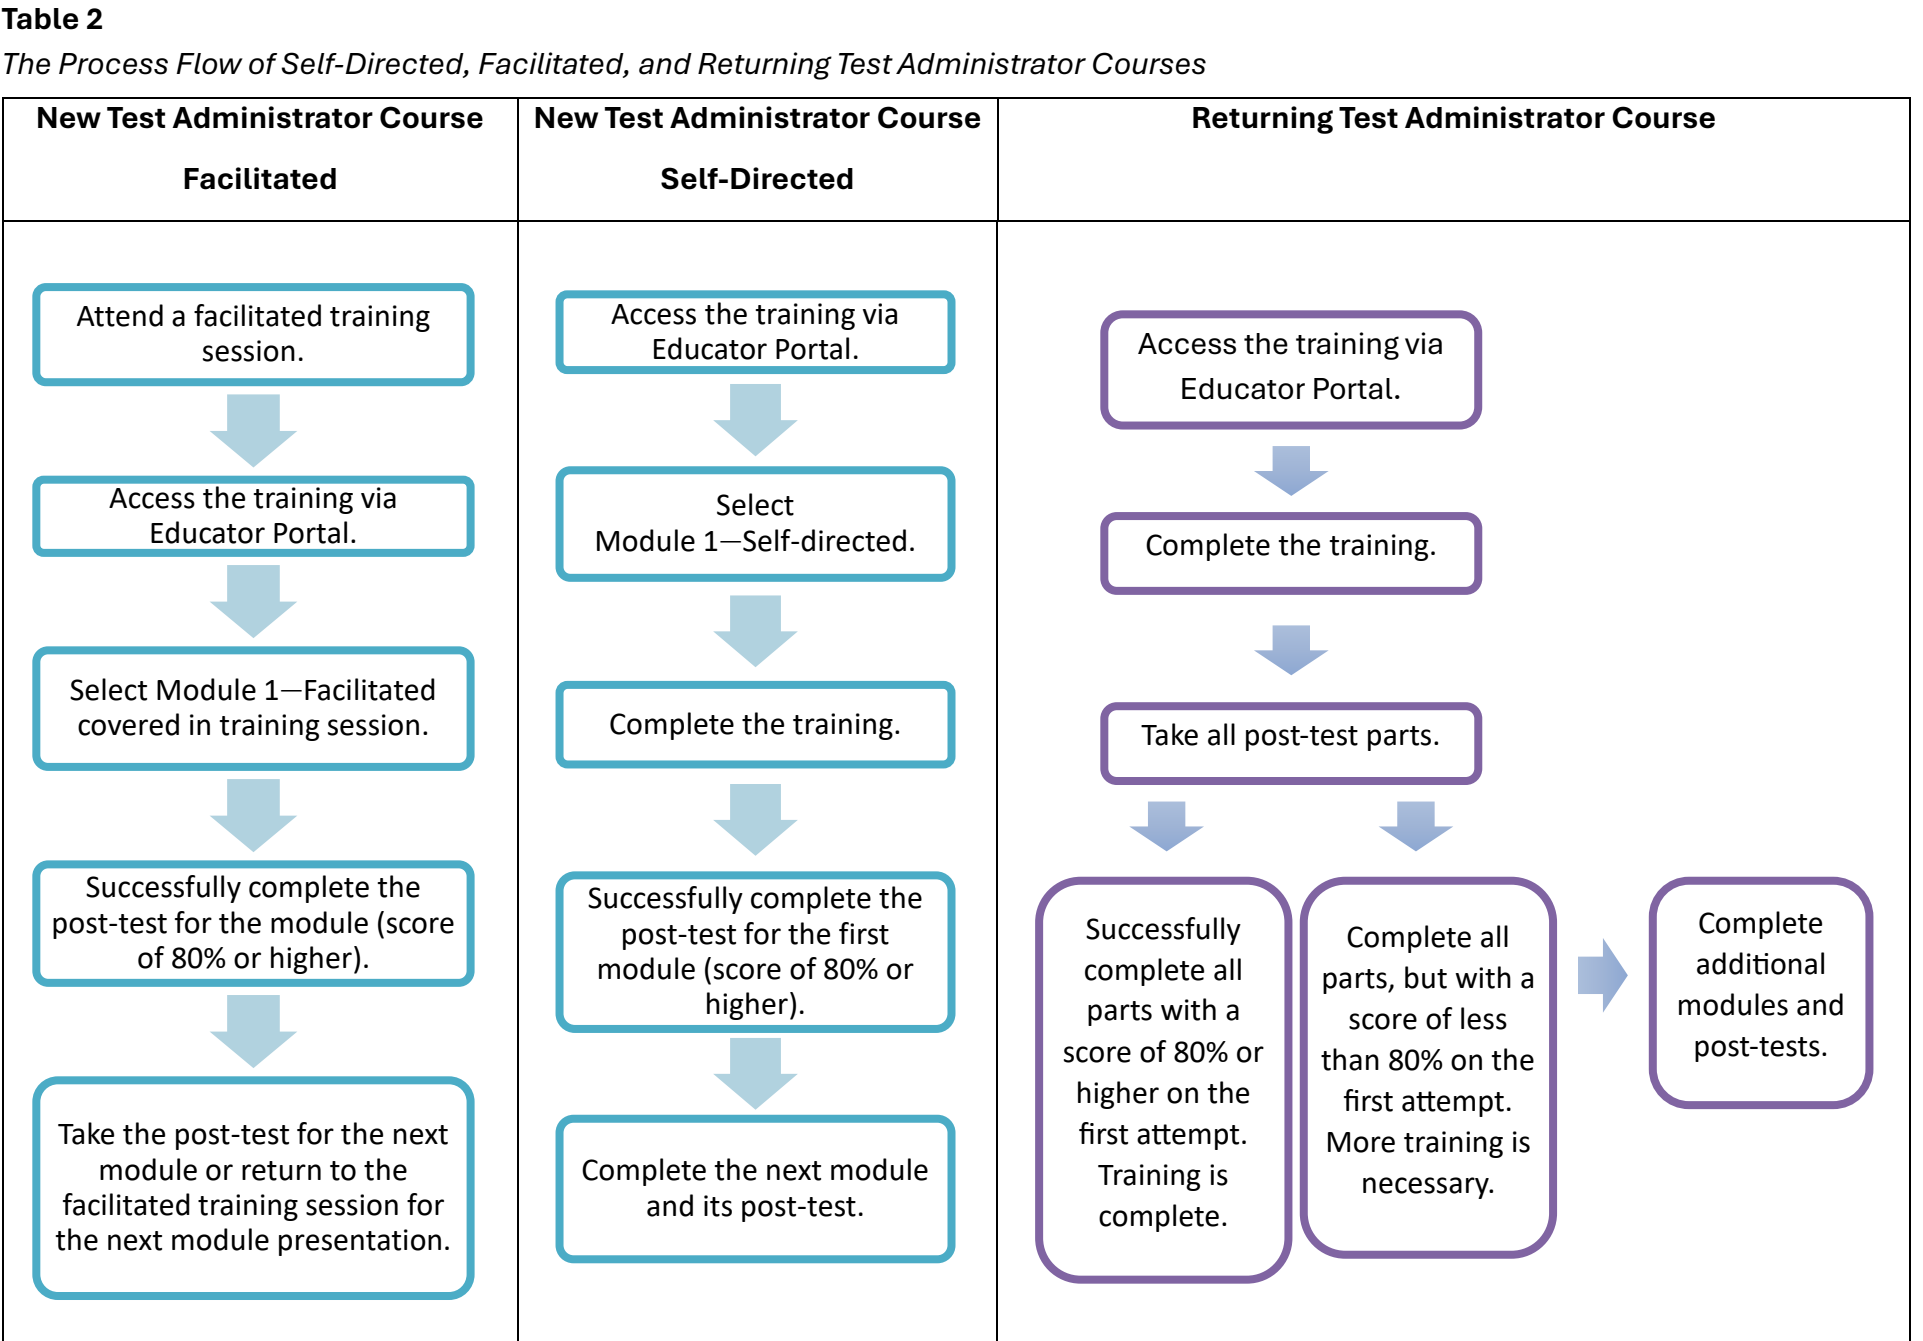 Table 2
The Process Flow of Self-Directed, Facilitated, and Returning Test Administrator Courses
New Test Administrator Course
Facilitated
New Test Administrator Course
Self-Directed
Returning Test Administrator Course
Attend a facilitated training
session.
Access the training via
Educator Portal.
Select Module 1—Facilitated
covered in training session.
Successfully complete the
post-test for the module (score
of 80% or higher).
Take the post-test for the next
module or return to the
facilitated training session for
the next module presentation.
Access the training via
Educator Portal.
Select
Module 1—Self-directed.
Complete the training.
Successfully complete the
post-test for the first
module (score of 80% or
higher).
Complete the next module
and its post-test.
Access the training via
Educator Portal.
Complete the training.
Take all post-test parts.
Successfully
complete all
parts with a
score of 80% or
higher on the
first attempt.
Training is
complete.
Complete all
parts, but with a
score of less
than 80% on the
first attempt.
More training is
necessary.
Complete
additional
modules and
post-tests.